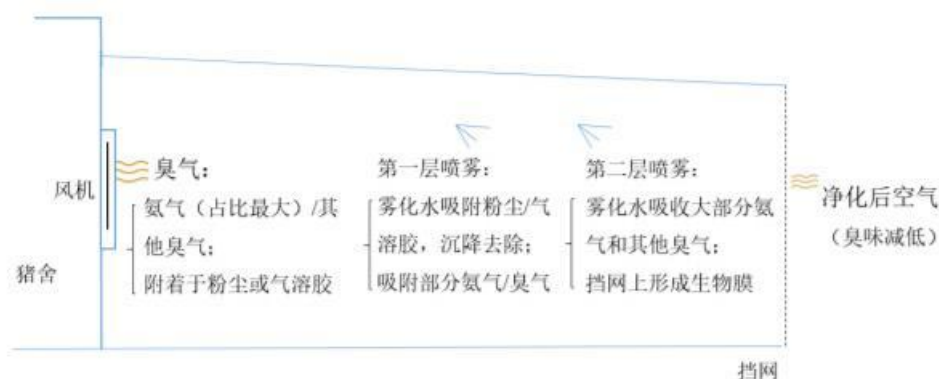 风机
猪舍
臭气：
氨气（占比最大）/其
他臭气；
附着于粉尘或气溶胶
第一层喷雾：
雾化水吸附粉尘/气
溶胶，沉降去除；
吸附部分氨气/臭气
第二层喷雾：
雾化水吸收大部分氨
气和其他臭气；
挡网上形成生物膜
净化后空气
（臭味减低）
挡网